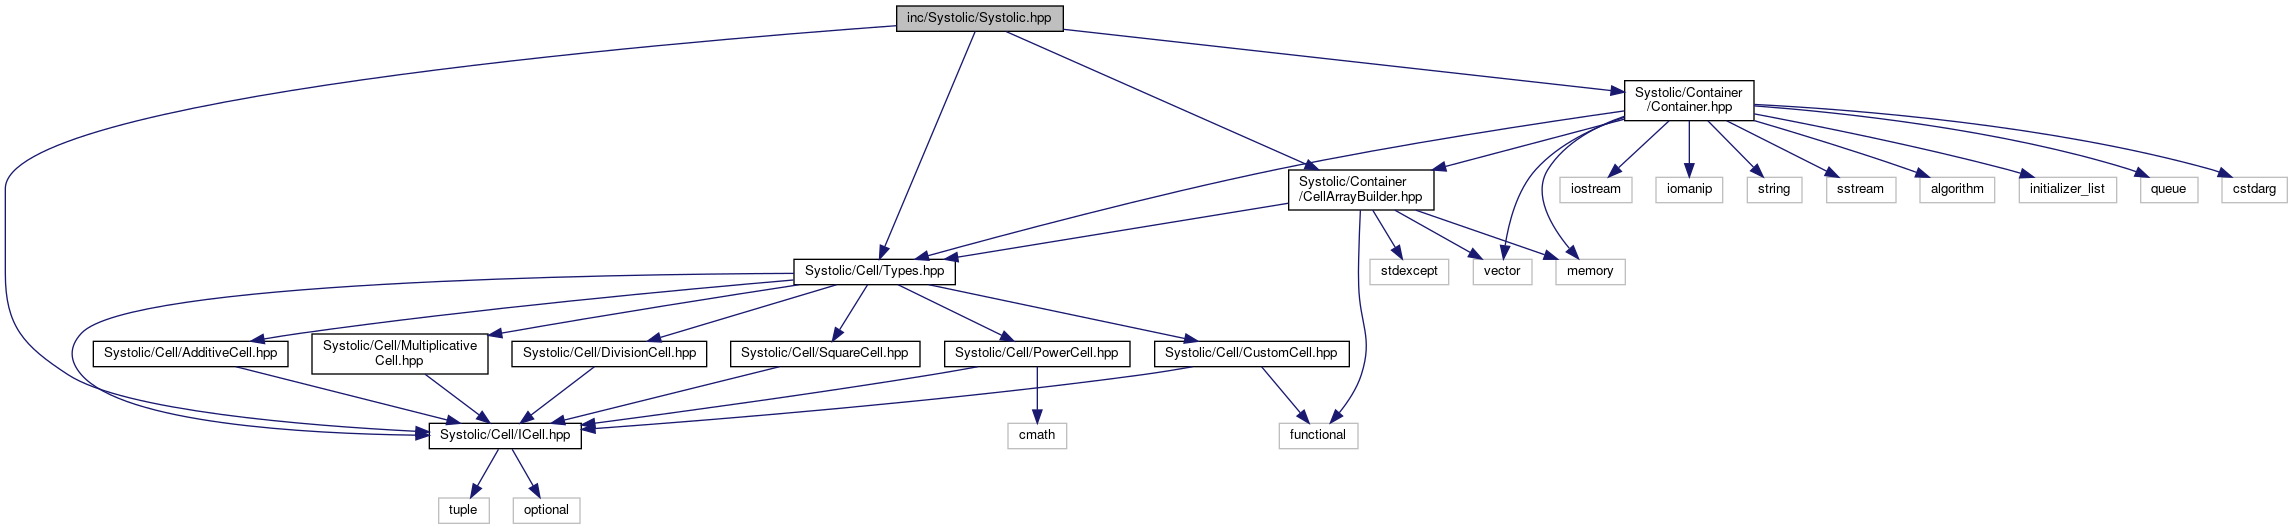 inc/Systolic/Systolic.hpp
Systolic/Container
/Container.hpp
Systolic/Container
/CellArrayBuilder.hpp
iostream
iomanip
string
sstream
algorithm
initializer_list
queue
cstdarg
Systolic/Cell/Types.hpp
stdexcept
vector
memory
Systolic/Cell/AdditiveCell.hpp
Systolic/Cell/Multiplicative
Cell.hpp
Systolic/Cell/DivisionCell.hpp
Systolic/Cell/SquareCell.hpp
Systolic/Cell/PowerCell.hpp
Systolic/Cell/CustomCell.hpp
Systolic/Cell/ICell.hpp
cmath
functional
tuple
optional